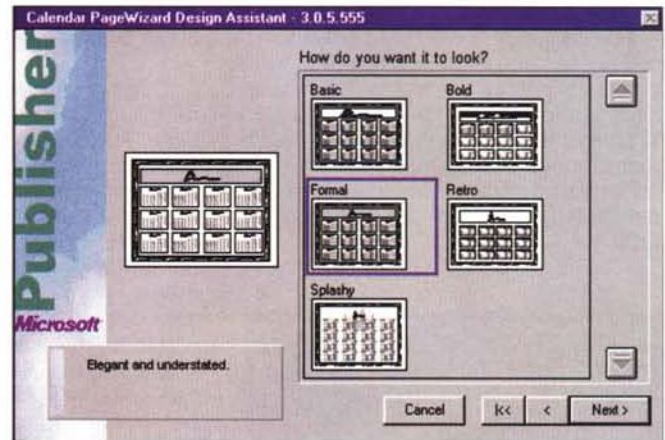 Calendar PageWizard Design Assistant - 3.0.5.555
Publisher
Microsoft
How do you want it to look?
Basic
Bold
Formal
Retro
Splashy
Elegant and understated.
Cancel
|<<
<
Next >